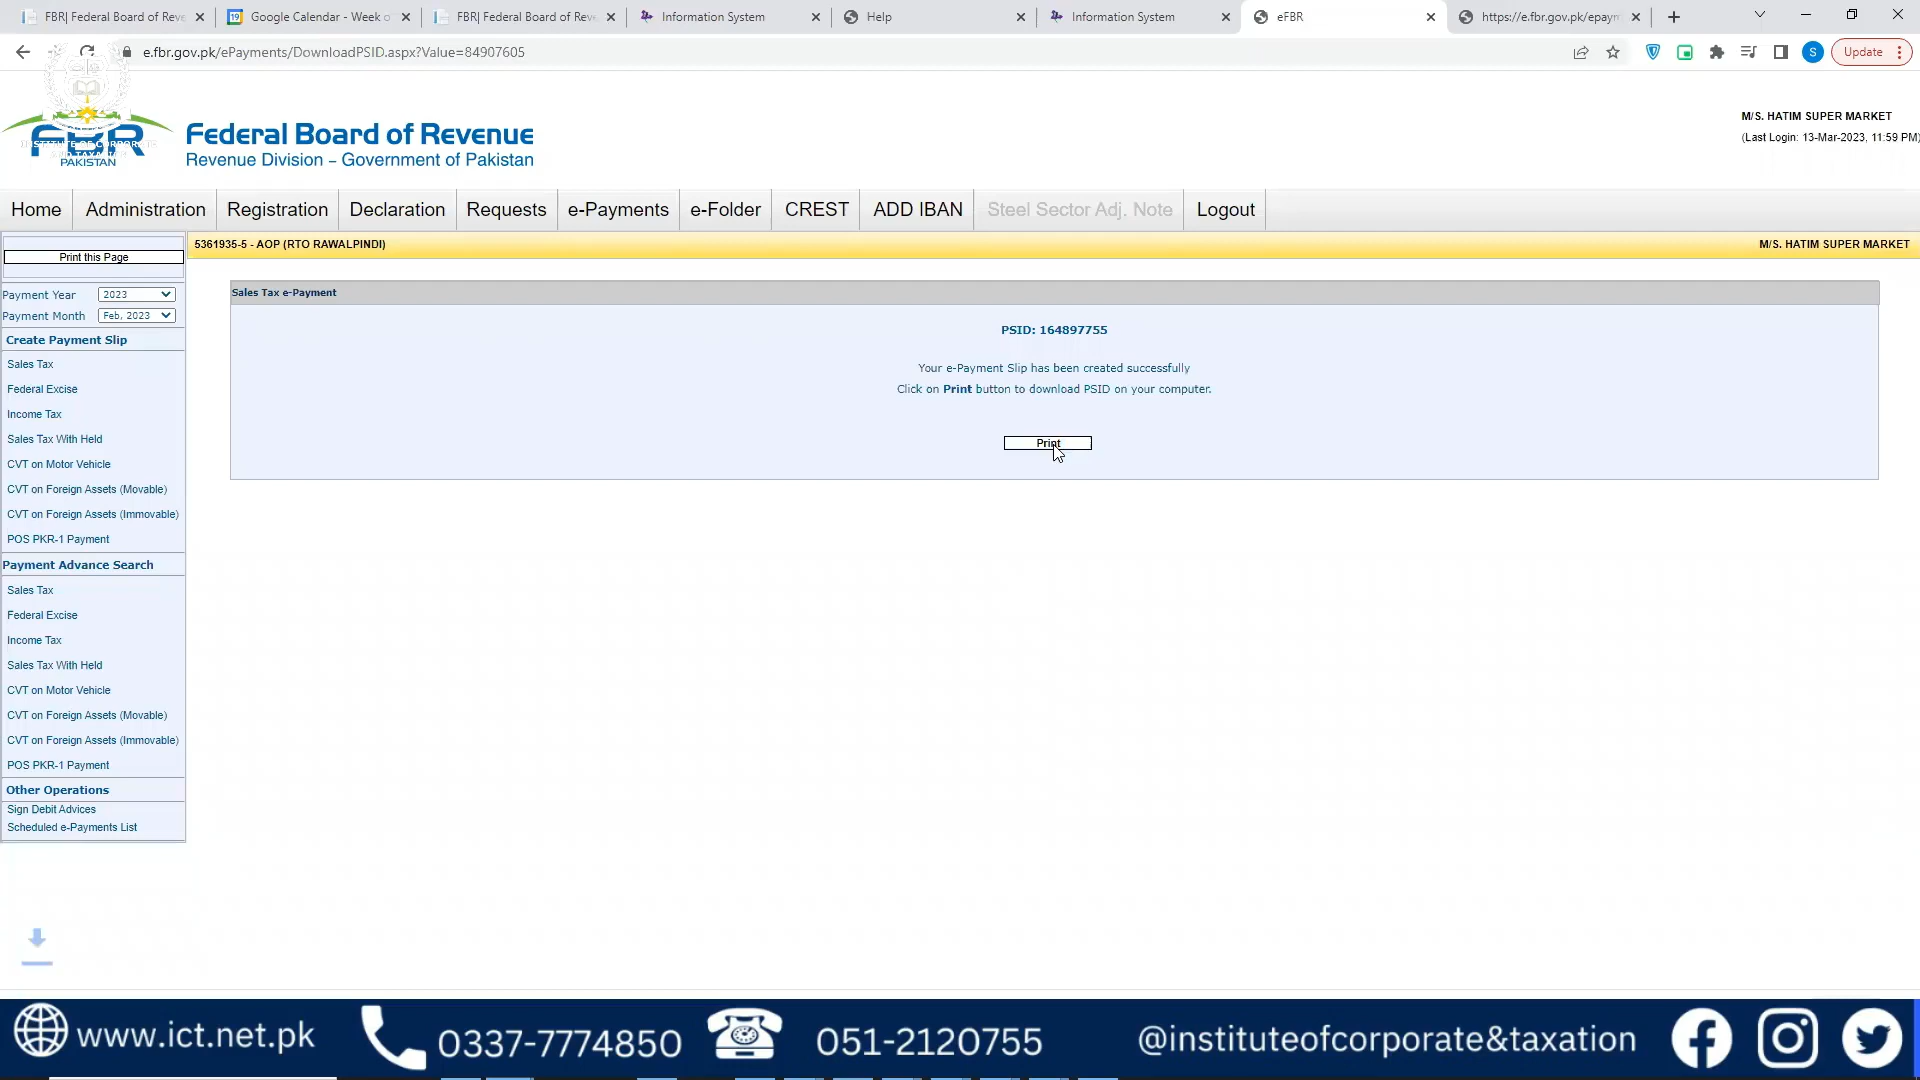 FBR| Federal Board of Reve
Google Calendar - Week o
FBR| Federal Board of Reve
Information System
Help
Information System
eFBR
https://e.fbr.gov.pk/epaym
e.fbr.gov.pk/ePayments/DownloadPSID.aspx?Value=84907605
S
Update
FBR
PAKISTAN
Federal Board of Revenue
Revenue Division – Government of Pakistan
M/S. HATIM SUPER MARKET
(Last Login: 13-Mar-2023, 11:59 PM)
Home
Administration
Registration
Declaration
Requests
e-Payments
e-Folder
CREST
ADD IBAN
Steel Sector Adj. Note
Logout
Print this Page
5361935-5 - AOP (RTO RAWALPINDI)
M/S. HATIM SUPER MARKET
Payment Year 2023
Payment Month Feb, 2023
Create Payment Slip
Sales Tax
Federal Excise
Income Tax
Sales Tax With Held
CVT on Motor Vehicle
CVT on Foreign Assets (Movable)
CVT on Foreign Assets (Immovable)
POS PKR-1 Payment
Payment Advance Search
Sales Tax
Federal Excise
Income Tax
Sales Tax With Held
CVT on Motor Vehicle
CVT on Foreign Assets (Movable)
CVT on Foreign Assets (Immovable)
POS PKR-1 Payment
Other Operations
Sign Debit Advices
Scheduled e-Payments List
Sales Tax e-Payment
PSID: 164897755
Your e-Payment Slip has been created successfully
Click on Print button to download PSID on your computer.
Print
www.ict.net.pk
0337-7774850
051-2120755
@instituteofcorporate&taxation